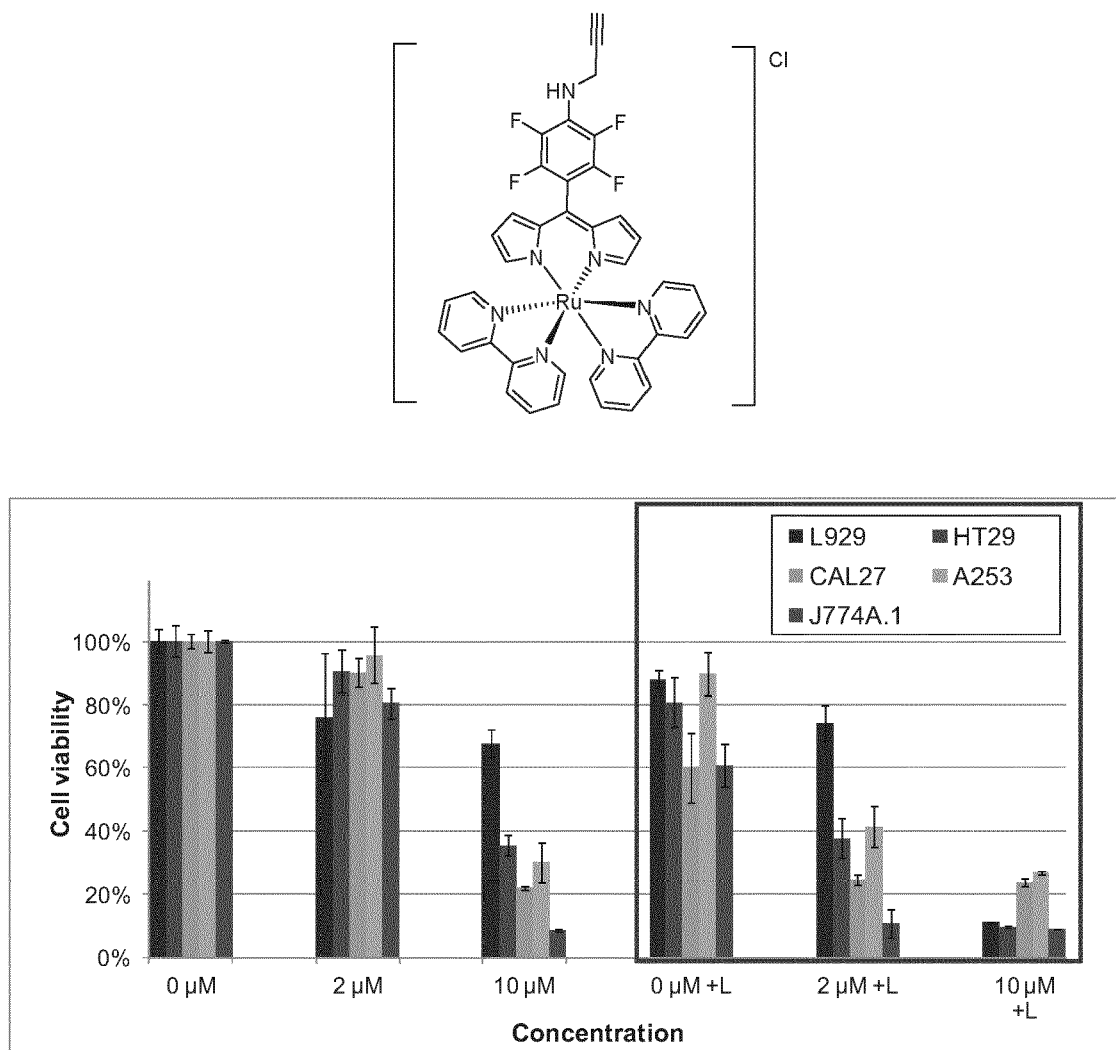 Cl
HN
F F
F F
N N
Ru
N N
N N
L929 HT29
CAL27 A253
J774A.1
100%
80%
60%
40%
20%
0%
Cell viability
0 µM 2 µM 10 µM 0 µM +L 2 µM +L 10 µM
+L
Concentration